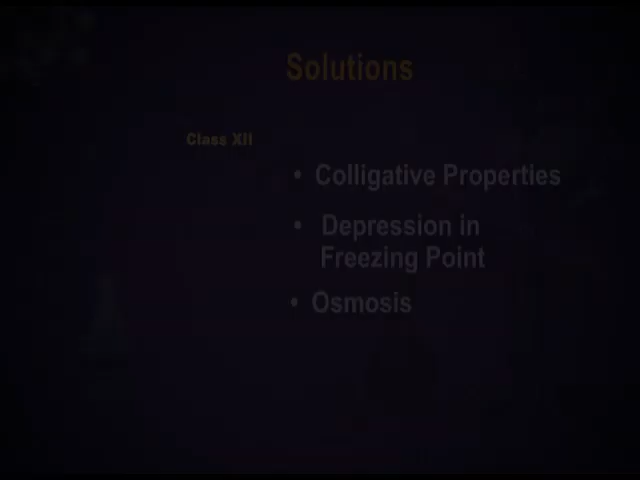 Solutions
Class XII
• Colligative Properties
• Depression in
Freezing Point
• Osmosis